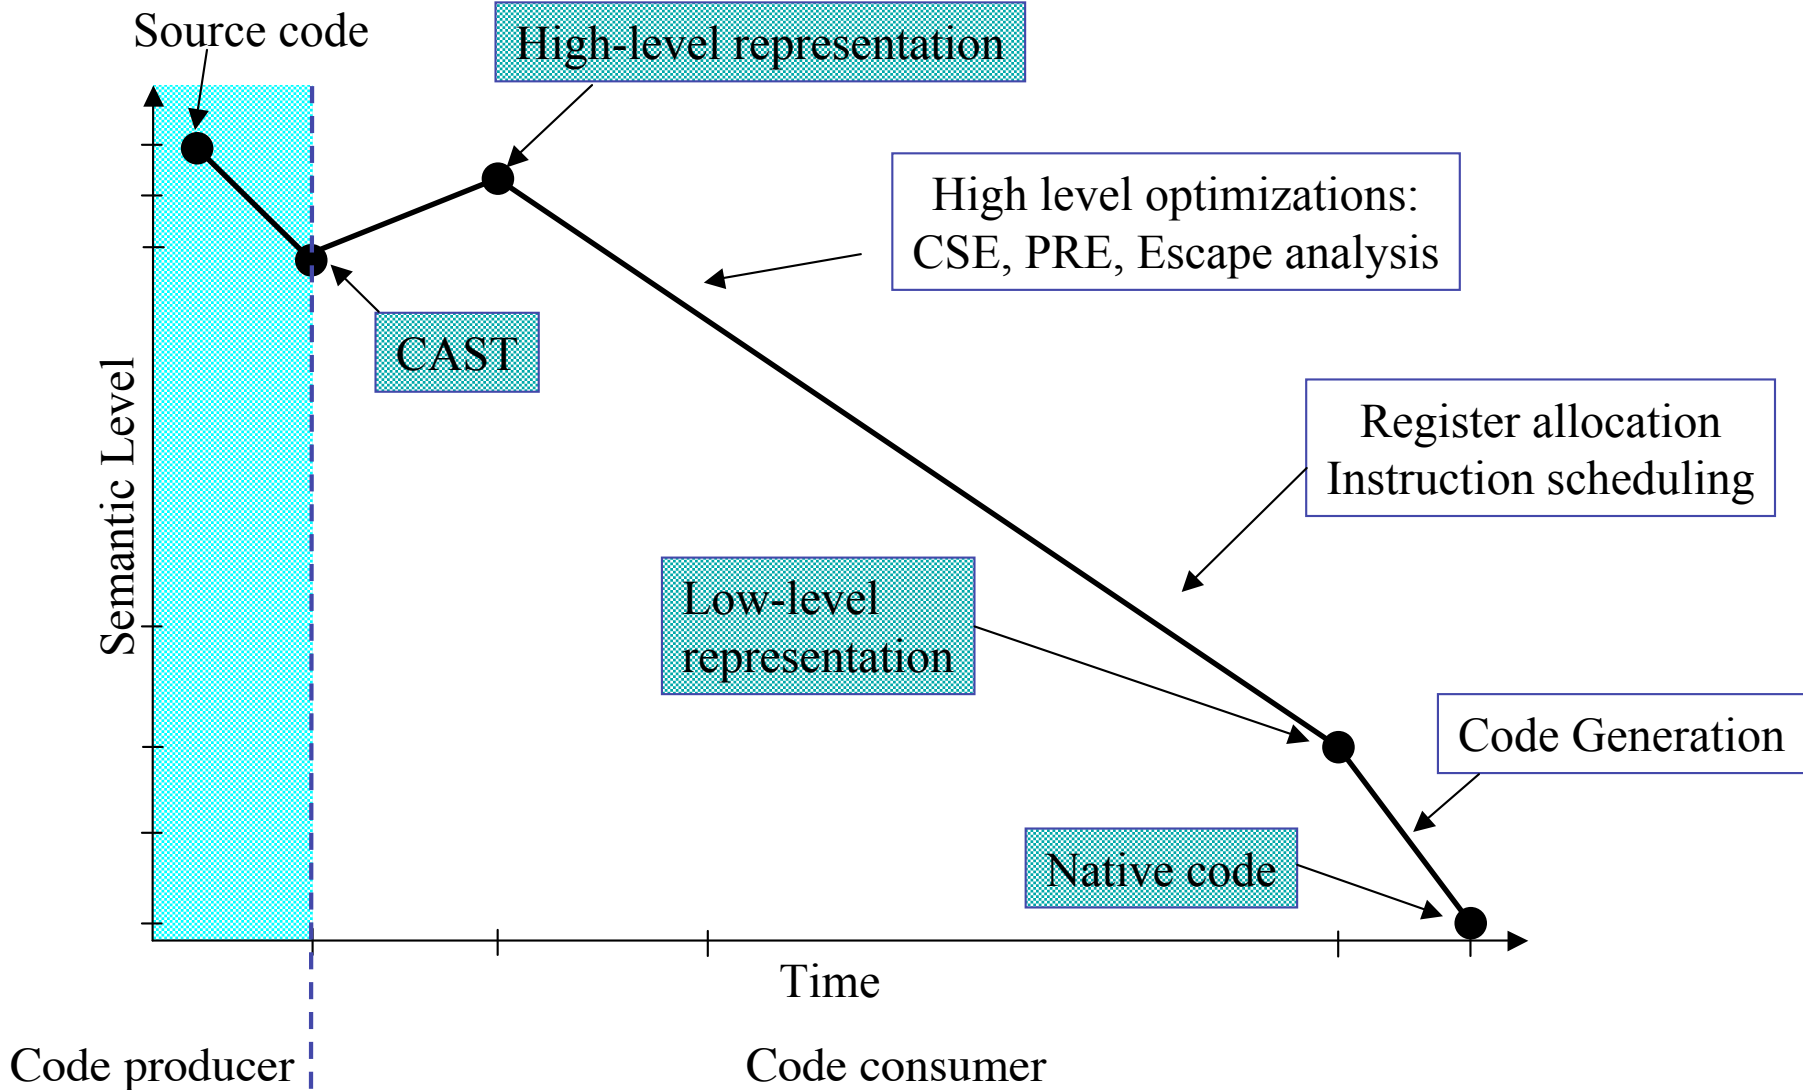 Source code
High-level representation
High level optimizations:
CSE, PRE, Escape analysis
CAST
Semantic Level
Register allocation
Instruction scheduling
Low-level
representation
Code Generation
Native code
Time
Code producer
Code consumer